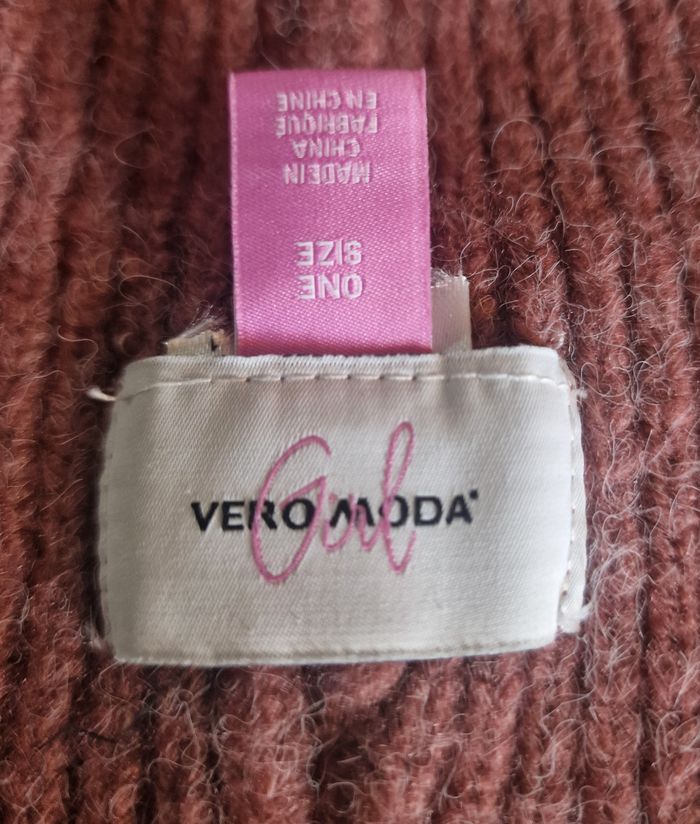 ONE
SIZE
MADE IN
CHINA
FABRIQUÉ
EN CHINE
VERO MODA
Girl